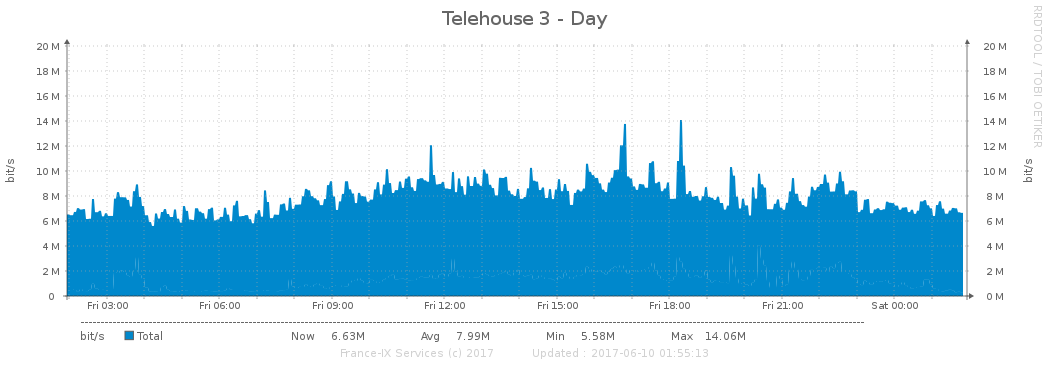 Telehouse 3 - Day
RRDTOOL / TOBI OETIKER
bit/s
20 M 20 M
18 M 18 M
16 M 16 M
14 M 14 M
12 M 12 M
10 M 10 M
8 M 8 M
6 M 6 M
4 M 4 M
2 M 2 M
0 0 M
bit/s
Fri 03:00 Fri 06:00 Fri 09:00 Fri 12:00 Fri 15:00 Fri 18:00 Fri 21:00 Sat 00:00
bit/s Total Now 6.63M Avg 7.99M Min 5.58M Max 14.06M
France-IX Services (c) 2017 Updated : 2017-06-10 01:55:13